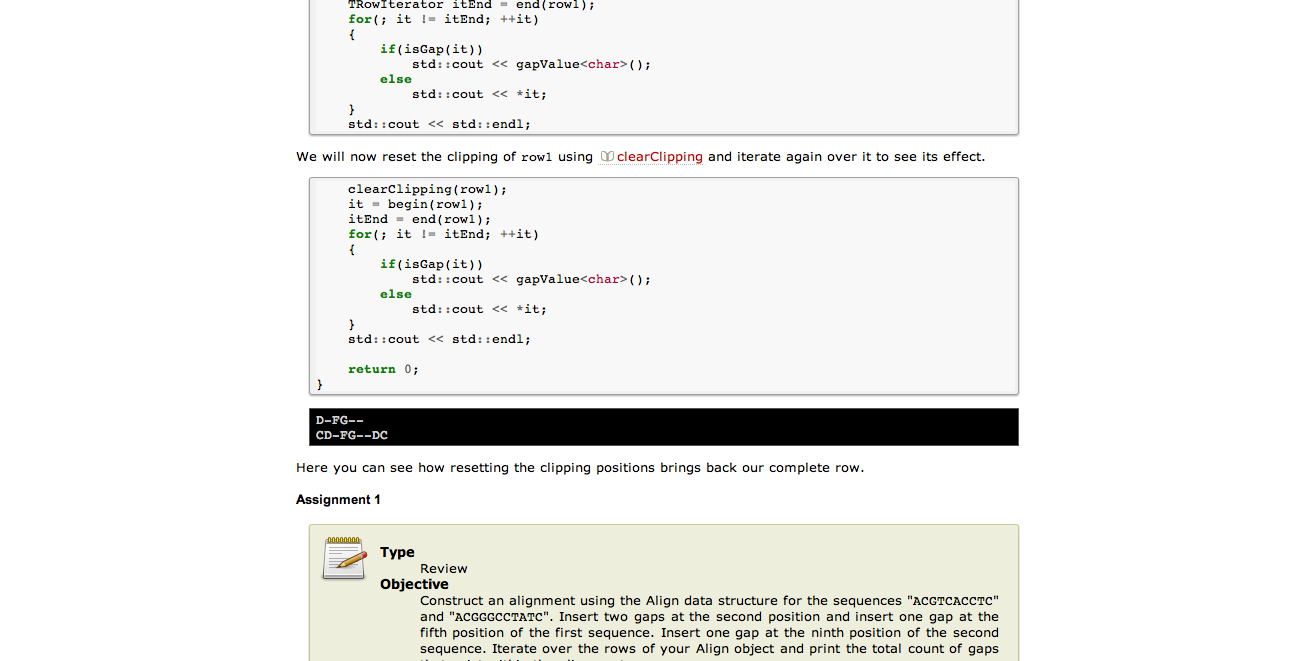 TRowIterator itEnd = end(row1);
for(; it != itEnd; ++it)
{
if(isGap(it))
std::cout << gapValue<char>();
else
std::cout << *it;
}
std::cout << std::endl;
We will now reset the clipping of row1 using clearClipping and iterate again over it to see its effect.
clearClipping(row1);
it = begin(row1);
itEnd = end(row1);
for(; it != itEnd; ++it)
{
if(isGap(it))
std::cout << gapValue<char>();
else
std::cout << *it;
}
std::cout << std::endl;
return 0;
}
D-FG--
CD-FG--DC
Here you can see how resetting the clipping positions brings back our complete row.
Assignment 1
Type
Review
Objective
Construct an alignment using the Align data structure for the sequences "ACGTCACCTC"
and "ACGGGCCTATC". Insert two gaps at the second position and insert one gap at the
fifth position of the first sequence. Insert one gap at the ninth position of the second
sequence. Iterate over the rows of your Align object and print the total count of gaps